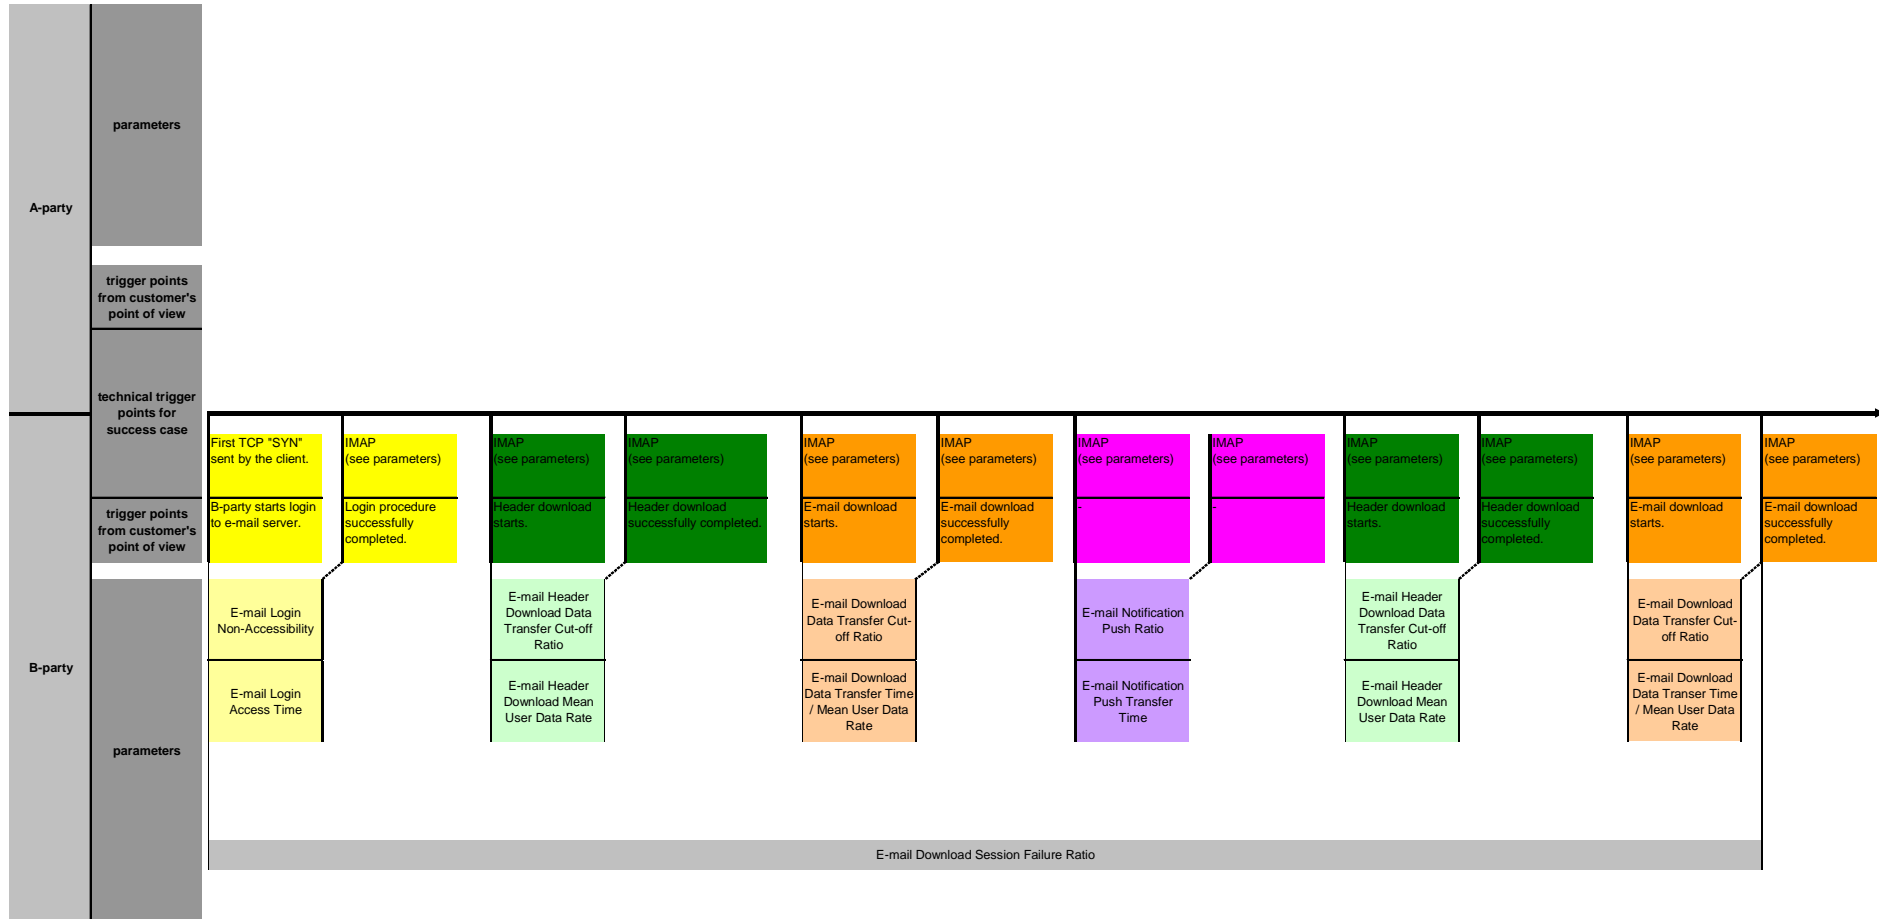 A-party
parameters
trigger points
from customer's
point of view
technical trigger
points for
success case
First TCP "SYN"
sent by the client.
IMAP
(see parameters)
IMAP
(see parameters)
IMAP
(see parameters)
IMAP
(see parameters)
IMAP
(see parameters)
IMAP
(see parameters)
IMAP
(see parameters)
IMAP
(see parameters)
IMAP
(see parameters)
IMAP
(see parameters)
IMAP
(see parameters)
trigger points
from customer's
point of view
B-party starts login
to e-mail server.
Login procedure
successfully
completed.
Header download
starts.
Header download
successfully completed.
E-mail download
starts.
E-mail download
successfully
completed.
-
-
Header download
starts.
Header download
successfully
completed.
E-mail download
starts.
E-mail download
successfully
completed.
B-party
parameters
E-mail Login
Non-Accessibility
E-mail Header
Download Data
Transfer Cut-off
Ratio
E-mail Download
Data Transfer Cut-
off Ratio
E-mail Notification
Push Ratio
E-mail Header
Download Data
Transfer Cut-off
Ratio
E-mail Download
Data Transfer Cut-
off Ratio
E-mail Login
Access Time
E-mail Header
Download Mean
User Data Rate
E-mail Download
Data Transfer Time
/ Mean User Data
Rate
E-mail Notification
Push Transfer
Time
E-mail Header
Download Mean
User Data Rate
E-mail Download
Data Transer Time
/ Mean User Data
Rate
E-mail Download Session Failure Ratio